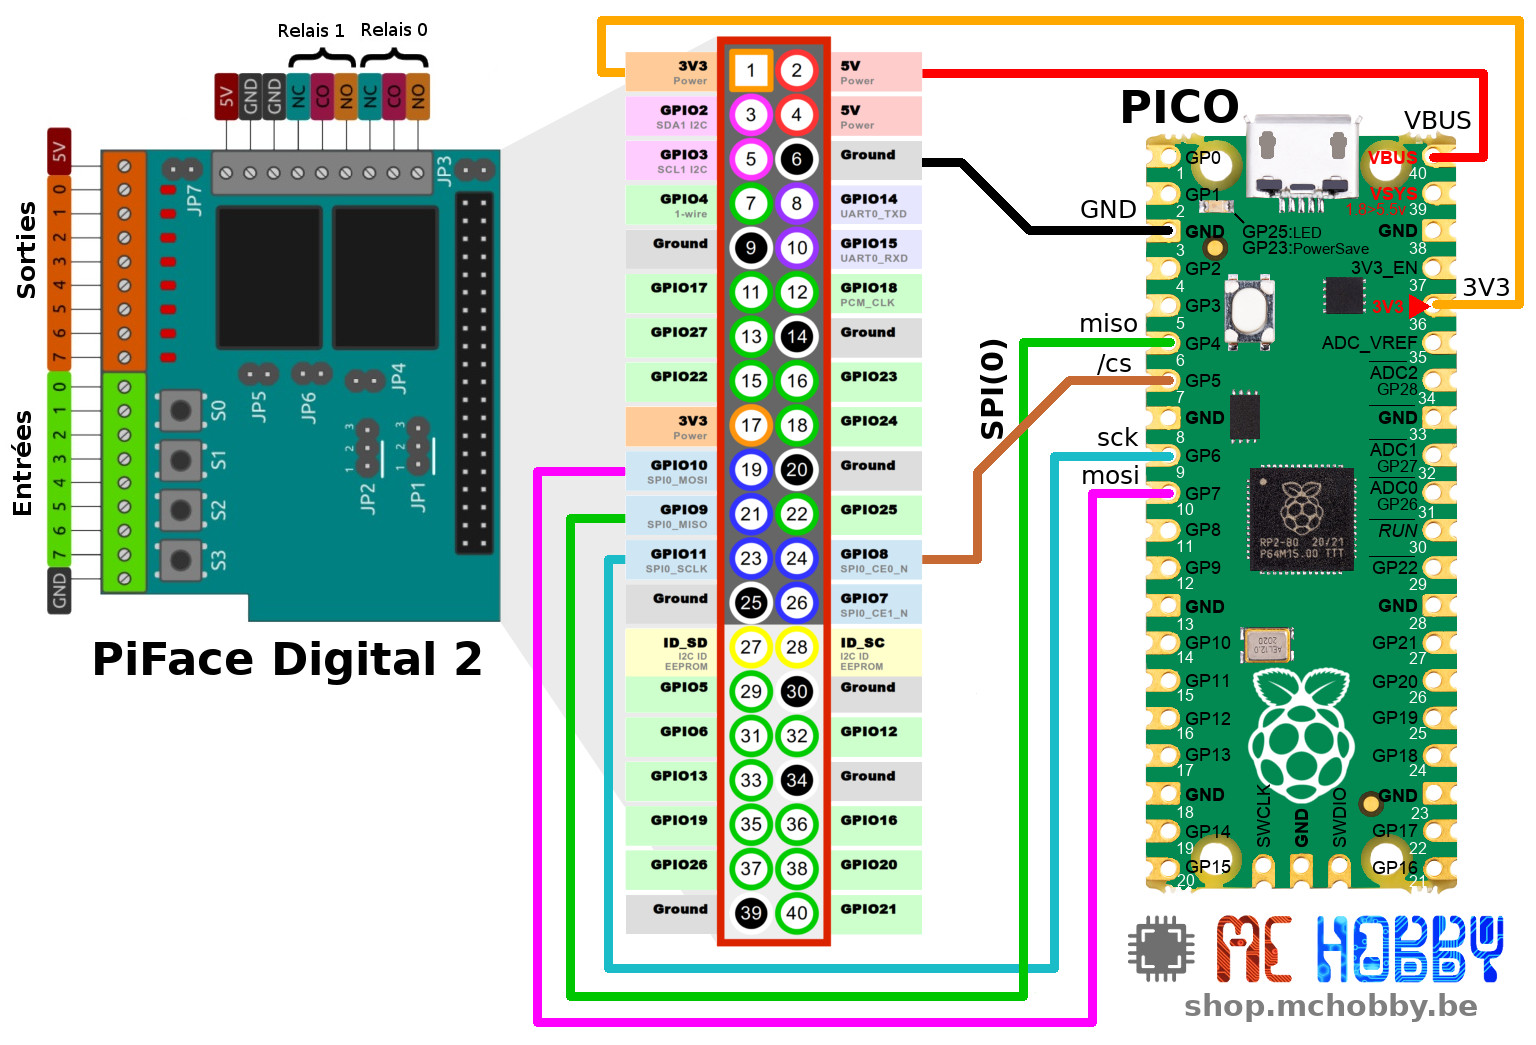 Relais 1 Relais 0
5V GND GND NC CO NO NC CO NO
JP7
JP3
Sorties
5V
0
1
2
3
4
5
6
7
Entrées
0
1
2
3
4
5
6
7
GND
S0
S1
S2
S3
JP5
JP6
JP4
1 2 3
JP2
1 2 3
JP1
PiFace Digital 2
3V3 1 2 5V
Power Power
GPIO2 3 4 5V
SDA1 I2C Power
GPIO3 5 6 Ground
SCL1 I2C
GPIO4 7 8 GPIO14
1-wire UART0_TXD
Ground 9 10 GPIO15
UART0_RXD
GPIO17 11 12 GPIO18
PCM_CLK
GPIO27 13 14 Ground
GPIO22 15 16 GPIO23
3V3 17 18 GPIO24
Power
GPIO10 19 20 Ground
SPI0_MOSI
GPIO9 21 22 GPIO25
SPI0_MISO
GPIO11 23 24 GPIO8
SPI0_SCLK SPI0_CE0_N
Ground 25 26 GPIO7
SPI0_CE1_N
ID_SD 27 28 ID_SC
I2C ID I2C ID
EEPROM EEPROM
GPIO5 29 30 Ground
GPIO6 31 32 GPIO12
GPIO13 33 34 Ground
GPIO19 35 36 GPIO16
GPIO26 37 38 GPIO20
Ground 39 40 GPIO21
PICO
VBUS
GND
3V3
miso
/cs
sck
mosi
SPI(0)
GP0
1
GP1
2
GND
3
GP2
4
GP3
5
GP4
6
GP5
7
GND
8
GP6
9
GP7
10
GP8
11
GP9
12
GND
13
GP10
14
GP11
15
GP12
16
GP13
17
GND
18
GP14
19
GP15
20
VBUS
40
VSYS
1.8>5.5v
39
GND
38
3V3_EN
37
3V3
36
ADC_VREF
35
ADC2
GP28
34
GND
33
ADC1
GP27
32
ADC0
GP26
31
RUN
30
GP22
29
GND
28
GP21
27
GP20
26
GP19
25
GP18
24
GND
23
GP17
22
GP16
21
GP25:LED
GP23:PowerSave
RP2-B0 20/21
P64M15.00 TTT
AEL12.0
2020
SWCLK
GND
SWDIO
MC HOBBY
shop.mchobby.be